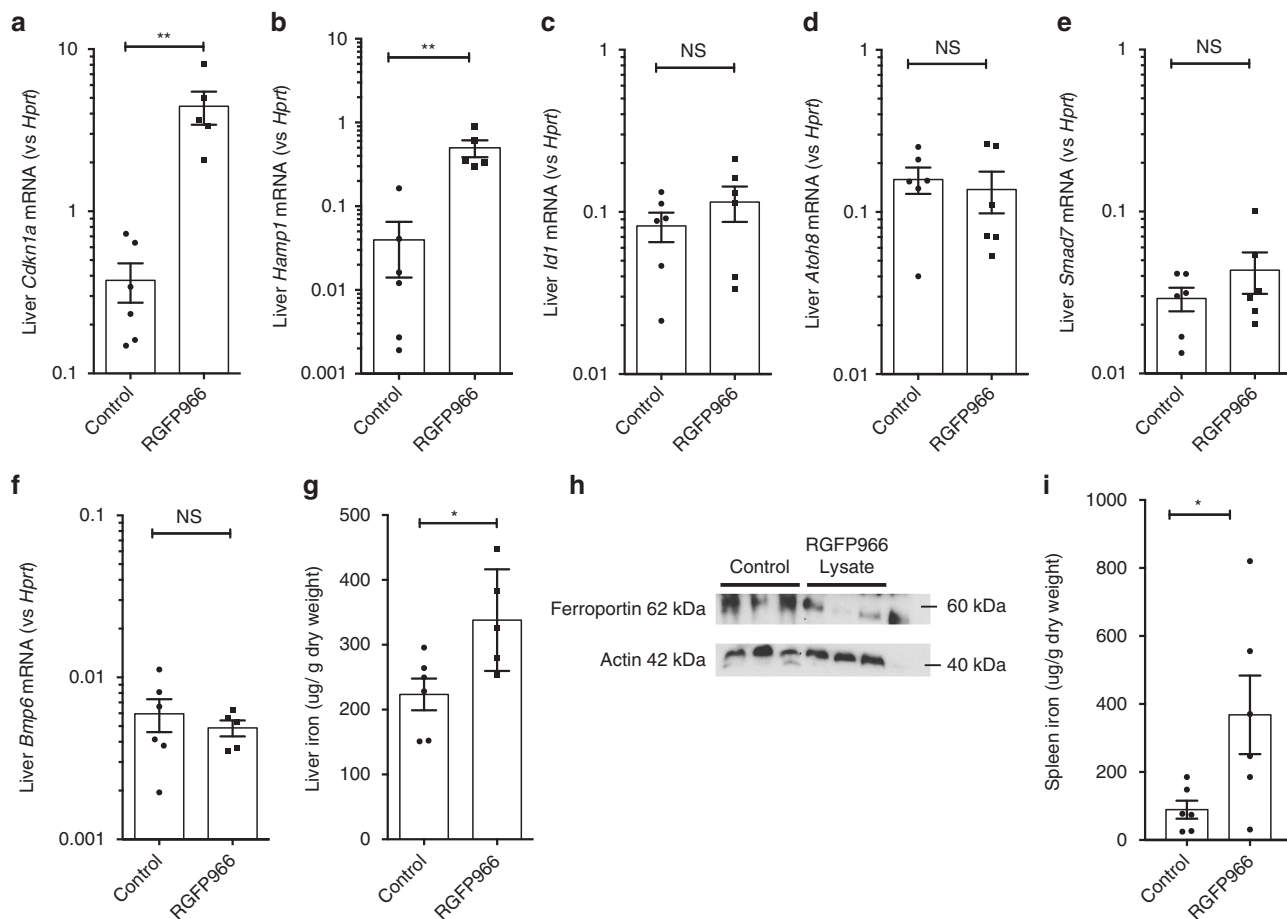 a
Liver Cdkn1a mRNA (vs Hprt)
10
1
0.1
**
Control
RGFP966
b
Liver Hamp1 mRNA (vs Hprt)
10
1
0.1
0.01
0.001
**
Control
RGFP966
c
Liver Id1 mRNA (vs Hprt)
1
0.1
0.01
NS
Control
RGFP966
d
Liver Atoh8 mRNA (vs Hprt)
1
0.1
0.01
NS
Control
RGFP966
e
Liver Smad7 mRNA (vs Hprt)
1
0.1
0.01
NS
Control
RGFP966
f
Liver Bmp6 mRNA (vs Hprt)
0.1
0.01
0.001
NS
Control
RGFP966
g
Liver iron (ug/ g dry weight)
500
400
300
200
100
0
*
Control
RGFP966
h
Control
RGFP966
Lysate
Ferroportin 62 kDa
60 kDa
Actin 42 kDa
40 kDa
i
Spleen iron (ug/g dry weight)
1000
800
600
400
200
0
*
Control
RGFP966